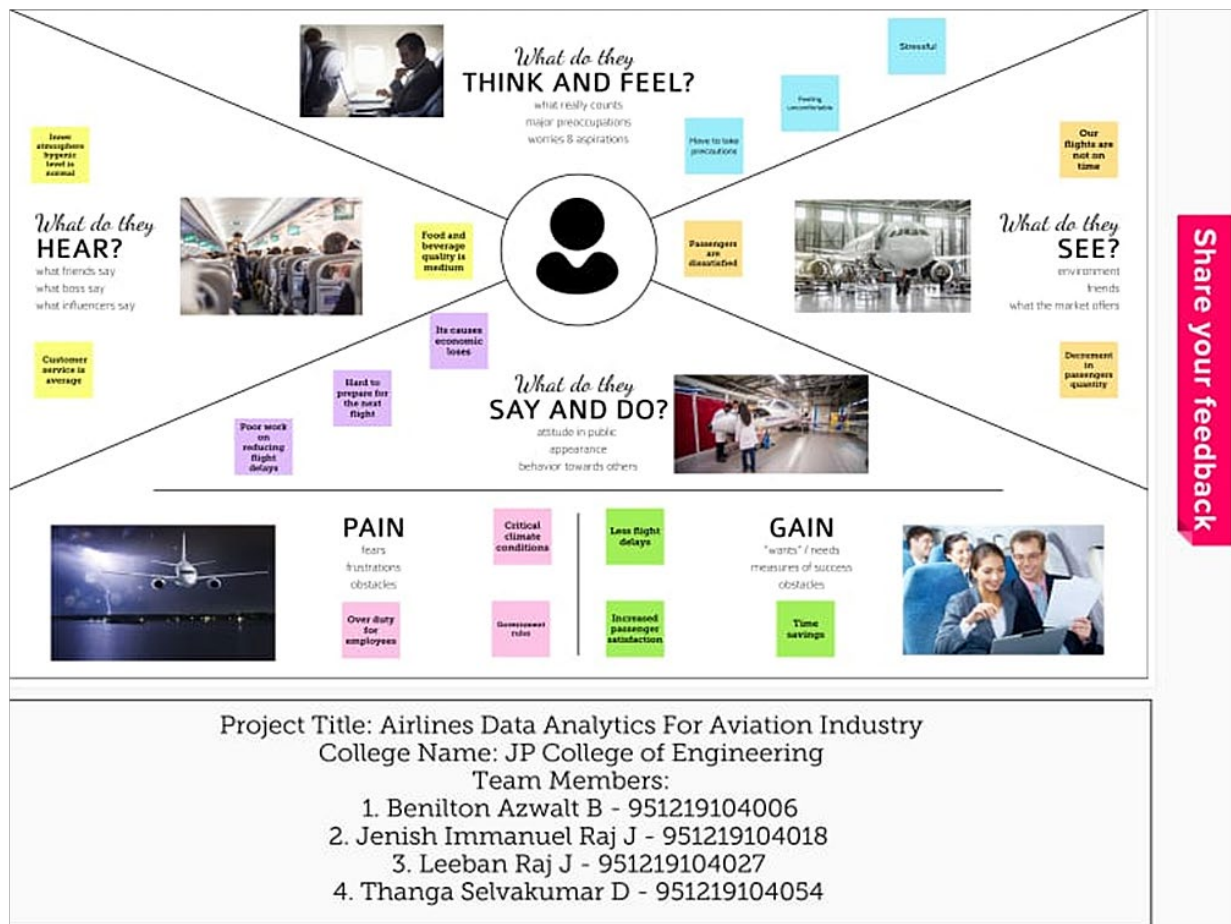 What do they
THINK AND FEEL?
what really counts
major preoccupations
worries & aspirations
Stressful
Feeling
uncomfortable
Have to take
precautions
Inner
atmosphere
hygenic
level is
normal
What do they
HEAR?
what friends say
what boss say
what influencers say
Food and
beverage
quality is
medium
Customer
service is
average
Passengers
are
dissatisfied
Our
flights are
not on
time
What do they
SEE?
environment
friends
what the market offers
Decrement
in
passengers
quantity
Its causes
economic
loses
Hard to
prepare for
the next
flight
Poor work
on
reducing
flight
delays
What do they
SAY AND DO?
attitude in public
appearance
behavior towards others
PAIN
fears
frustrations
obstacles
Critical
climate
conditions
Over duty
for
employees
Government
rules
Less flight
delays
Increased
passenger
satisfaction
GAIN
"wants" / needs
measures of success
obstacles
Time
savings
Share your feedback
Project Title: Airlines Data Analytics For Aviation Industry
College Name: JP College of Engineering
Team Members:
1. Benilton Azwalt B - 951219104006
2. Jenish Immanuel Raj J - 951219104018
3. Leeban Raj J - 951219104027
4. Thanga Selvakumar D - 951219104054